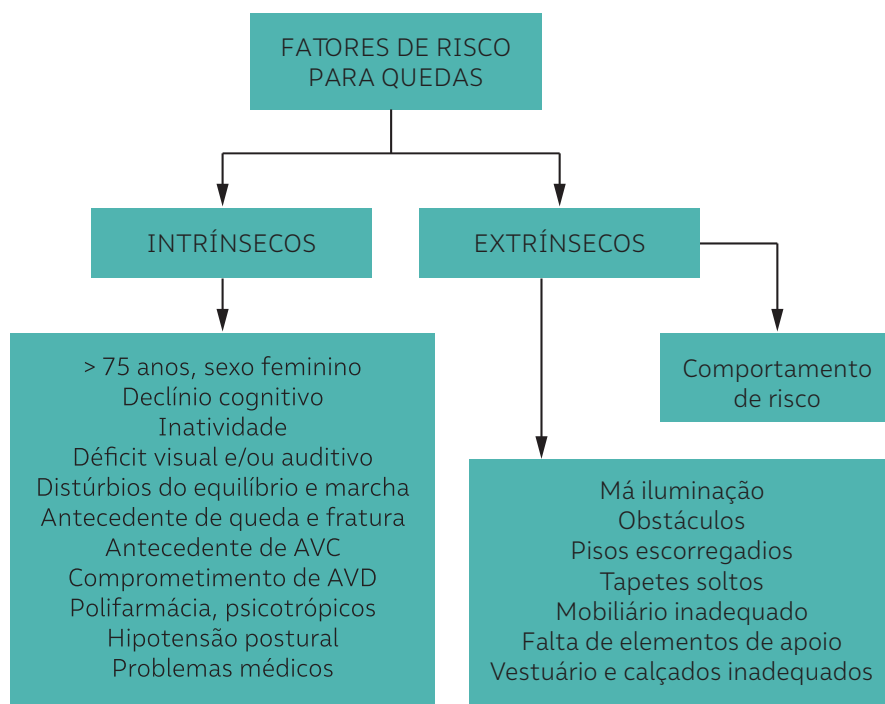 FATORES DE RISCO
PARA QUEDAS
INTRÍNSECOS
EXTRÍNSECOS
> 75 anos, sexo feminino
Declínio cognitivo
Inatividade
Déficit visual e/ou auditivo
Distúrbios do equilíbrio e marcha
Antecedente de queda e fratura
Antecedente de AVC
Comprometimento de AVD
Polifarmácia, psicotrópicos
Hipotensão postural
Problemas médicos
Comportamento
de risco
Má iluminação
Obstáculos
Pisos escorregadios
Tapetes soltos
Mobiliário inadequado
Falta de elementos de apoio
Vestuário e calçados inadequados